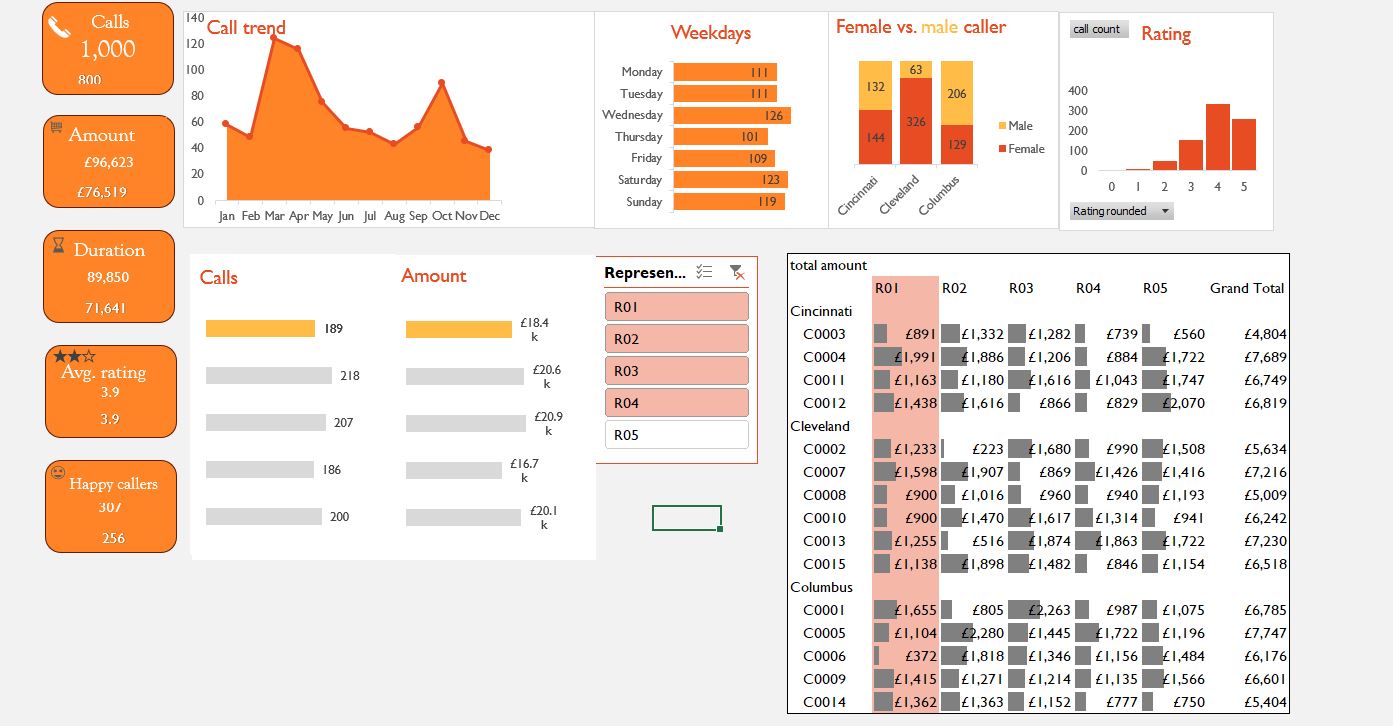 Calls
1,000
800
Amount
£96,623
£76,519
Duration
89,850
71,641
Avg. rating
3.9
3.9
Happy callers
307
256
Call trend
140
120
100
80
60
40
20
0
Jan Feb Mar Apr May Jun Jul Aug Sep Oct Nov Dec
Weekdays
Monday 111
Tuesday 111
Wednesday 126
Thursday 101
Friday 109
Saturday 123
Sunday 119
Female vs. male caller
132 63 206
144 326 129
Male
Female
Cincinnati Cleveland Columbus
call count
Rating
400
300
200
100
0
0 1 2 3 4 5
Rating rounded
Calls
189
218
207
186
200
Amount
£18.4
k
£20.6
k
£20.9
k
£16.7
k
£20.1
k
Represen...
R01
R02
R03
R04
R05
total amount
R01 R02 R03 R04 R05 Grand Total
Cincinnati
C0003 £891 £1,332 £1,282 £739 £560 £4,804
C0004 £1,991 £1,886 £1,206 £884 £1,722 £7,689
C0011 £1,163 £1,180 £1,616 £1,043 £1,747 £6,749
C0012 £1,438 £1,616 £866 £829 £2,070 £6,819
Cleveland
C0002 £1,233 £223 £1,680 £990 £1,508 £5,634
C0007 £1,598 £1,907 £869 £1,426 £1,416 £7,216
C0008 £900 £1,016 £960 £940 £1,193 £5,009
C0010 £900 £1,470 £1,617 £1,314 £941 £6,242
C0013 £1,255 £516 £1,874 £1,863 £1,722 £7,230
C0015 £1,138 £1,898 £1,482 £846 £1,154 £6,518
Columbus
C0001 £1,655 £805 £2,263 £987 £1,075 £6,785
C0005 £1,104 £2,280 £1,445 £1,722 £1,196 £7,747
C0006 £372 £1,818 £1,346 £1,156 £1,484 £6,176
C0009 £1,415 £1,271 £1,214 £1,135 £1,566 £6,601
C0014 £1,362 £1,363 £1,152 £777 £750 £5,404